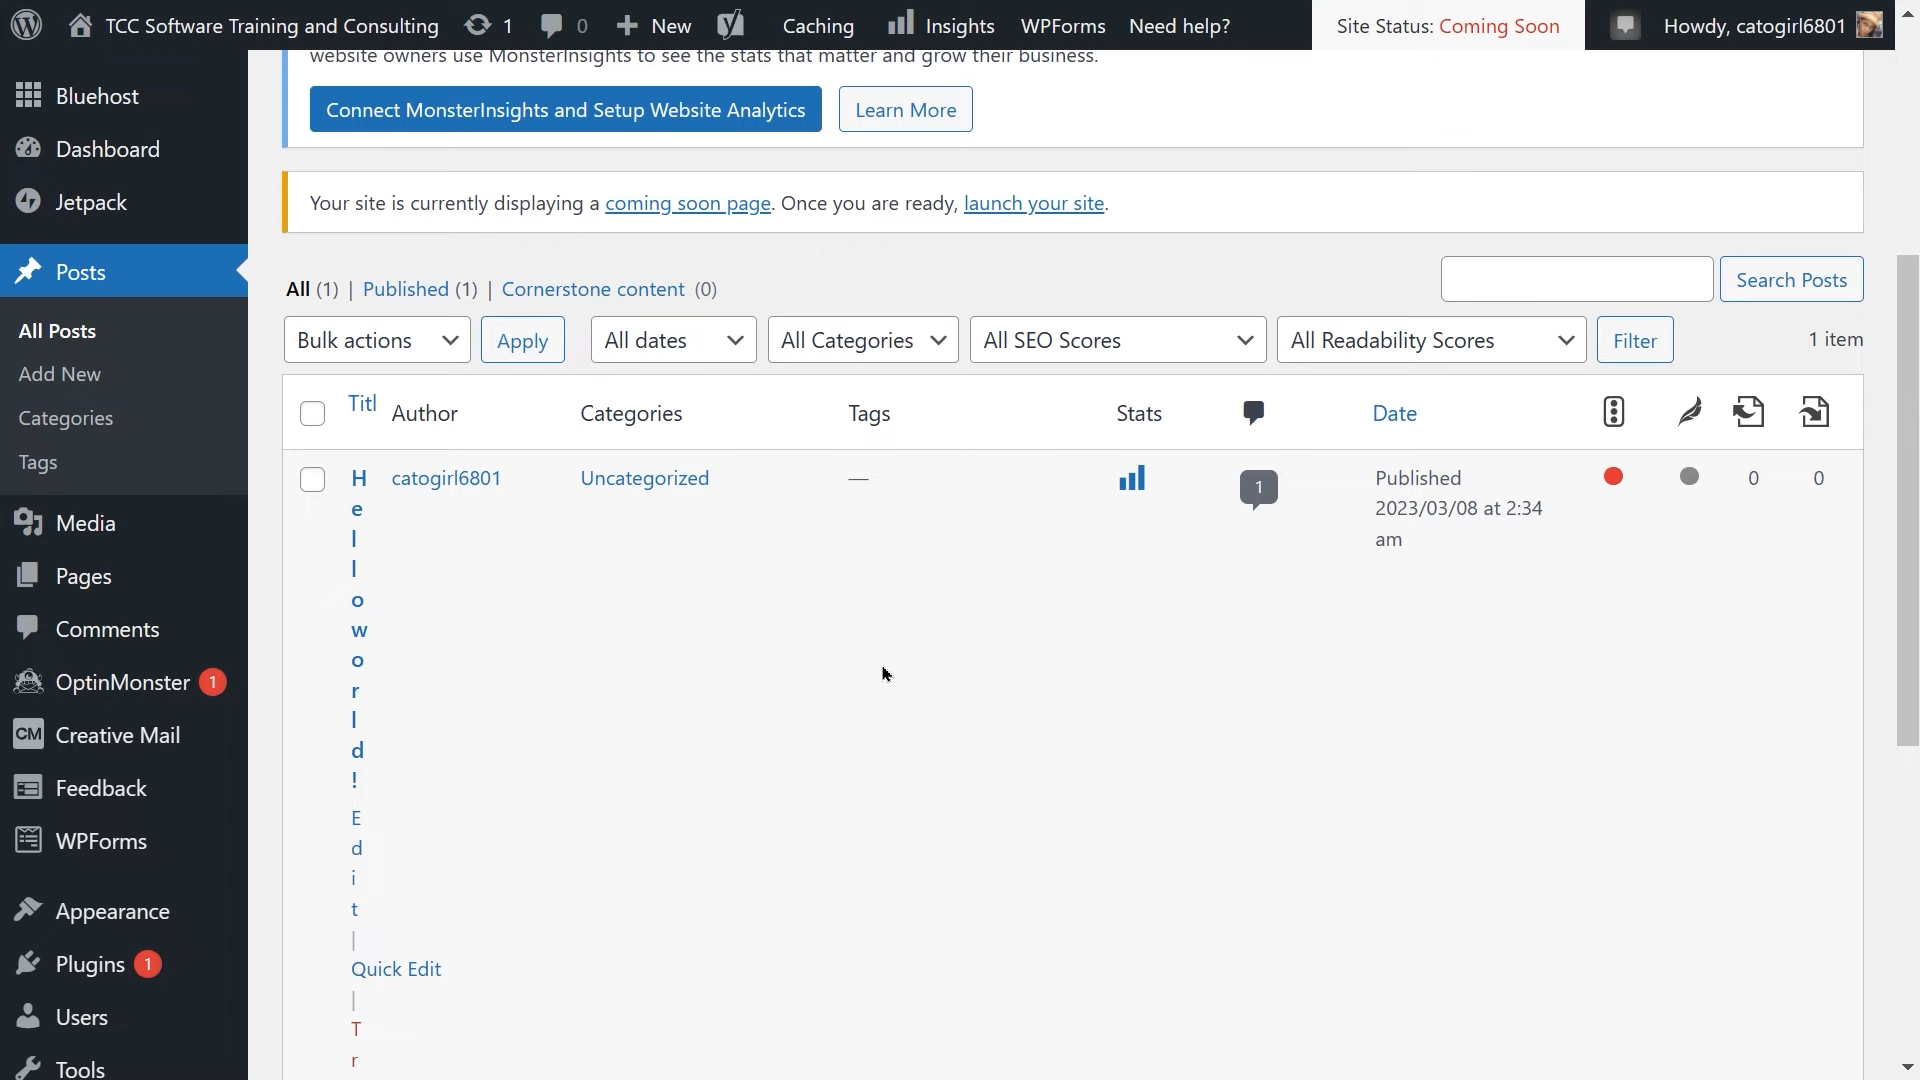 TCC Software Training and Consulting 1 0 New Caching Insights WPForms Need help? Site Status: Coming Soon Howdy, catogirl6801
Bluehost
Dashboard
Jetpack
Posts
All Posts
Add New
Categories
Tags
Media
Pages
Comments
OptinMonster 1
CM Creative Mail
Feedback
WPForms
Appearance
Plugins 1
Users
Tools
website owners use MonsterInsights to see the stats that matter and grow their business.
Connect MonsterInsights and Setup Website Analytics Learn More
Your site is currently displaying a coming soon page. Once you are ready, launch your site.
All (1) | Published (1) | Cornerstone content (0)
Search Posts
Bulk actions Apply All dates All Categories All SEO Scores All Readability Scores Filter 1 item
Titl Author Categories Tags Stats Date
H catogirl6801 Uncategorized — 1 Published 0 0
e 2023/03/08 at 2:34
l am
l
o
w
o
r
l
d
!
E
d
i
t
|
Quick Edit
|
T
r